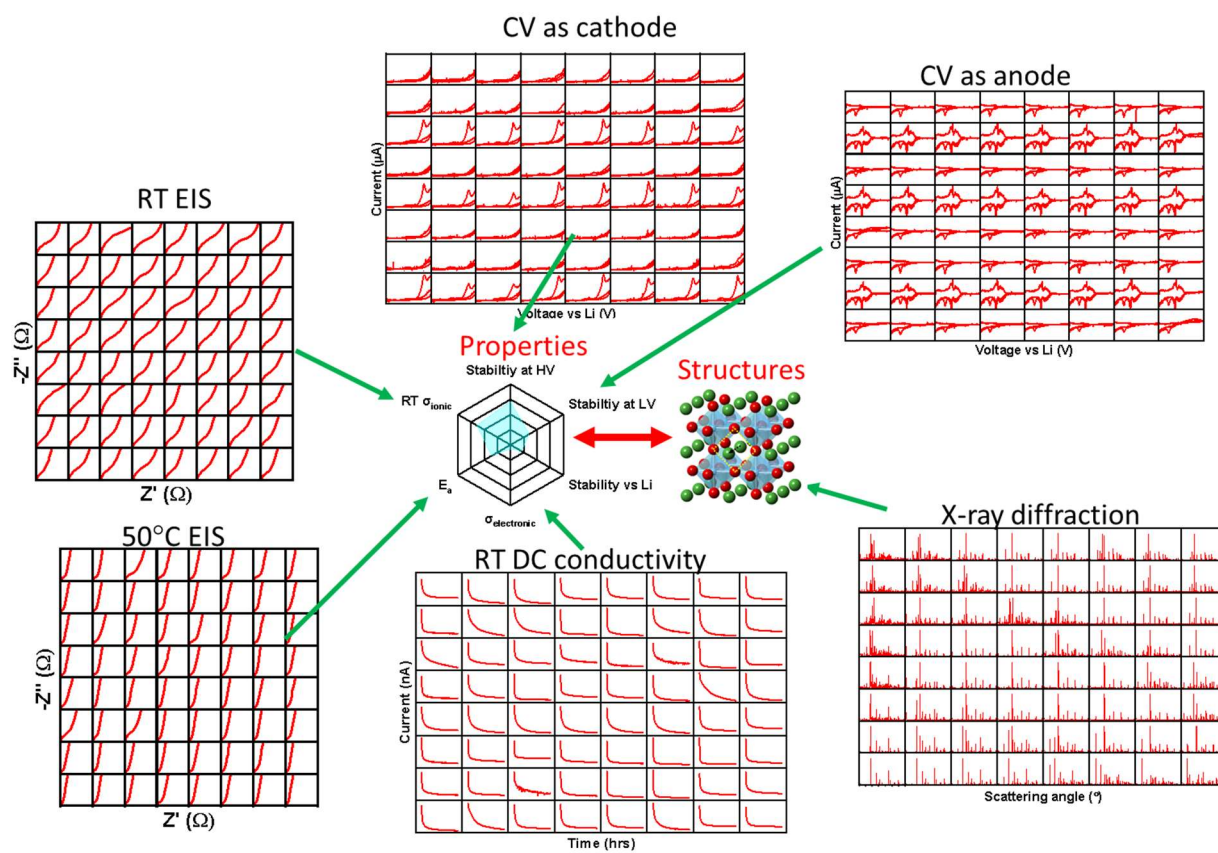 CV as cathode
Current (µA)
Voltage vs Li (V)
CV as anode
Current (µA)
Voltage vs Li (V)
RT EIS
-Z'' (Ω)
Z' (Ω)
Properties
Stabiltiy at HV
RT σionic
Stabiltiy at LV
Ea
Stability vs Li
σelectronic
Structures
50°C EIS
-Z'' (Ω)
Z' (Ω)
RT DC conductivity
Current (nA)
Time (hrs)
X-ray diffraction
Scattering angle (º)